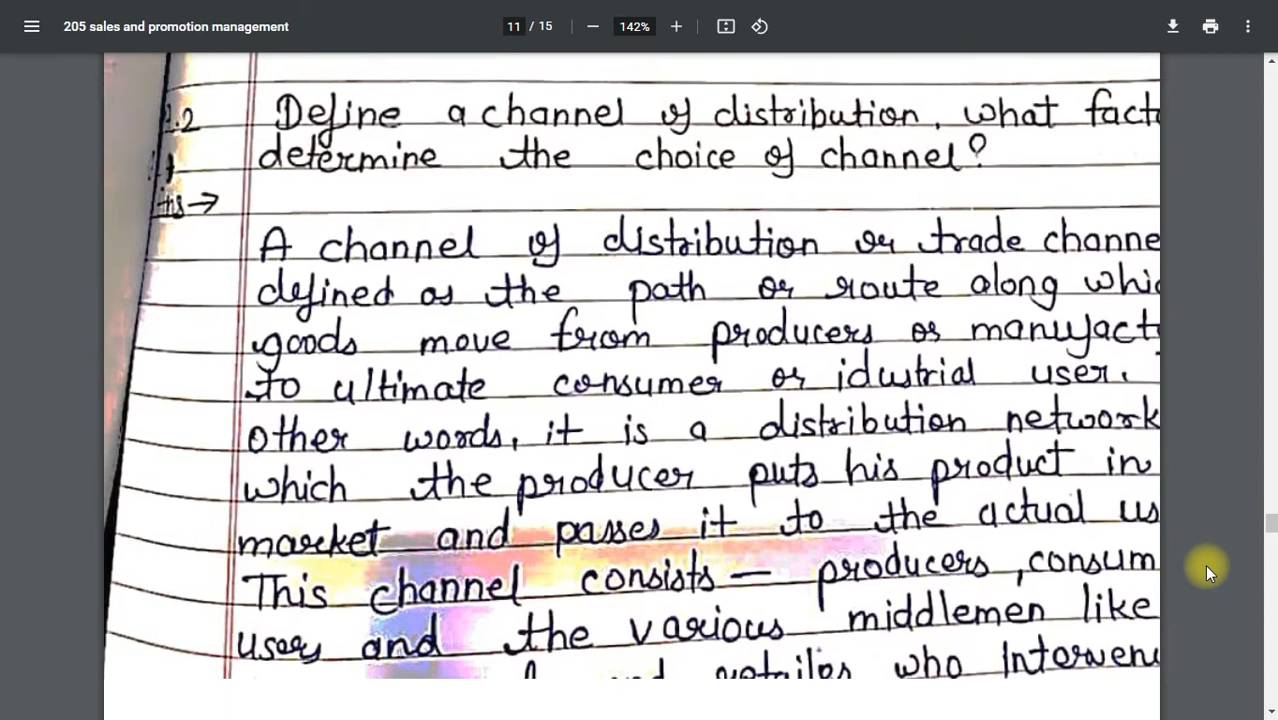 205 sales and promotion management
11 / 15
142%
.2 Define a channel of distribution, what fact
determine the choice of channel?
ns →
A channel of distribution or trade channe
defined as the path or route along whic
goods move from producers or manufact
to ultimate consumer or idustrial user.
other words, it is a distribution network
which the producer puts his product in
market and passes it to the actual us
This channel consists — producers, consum
users and the various middlemen like
who Interven